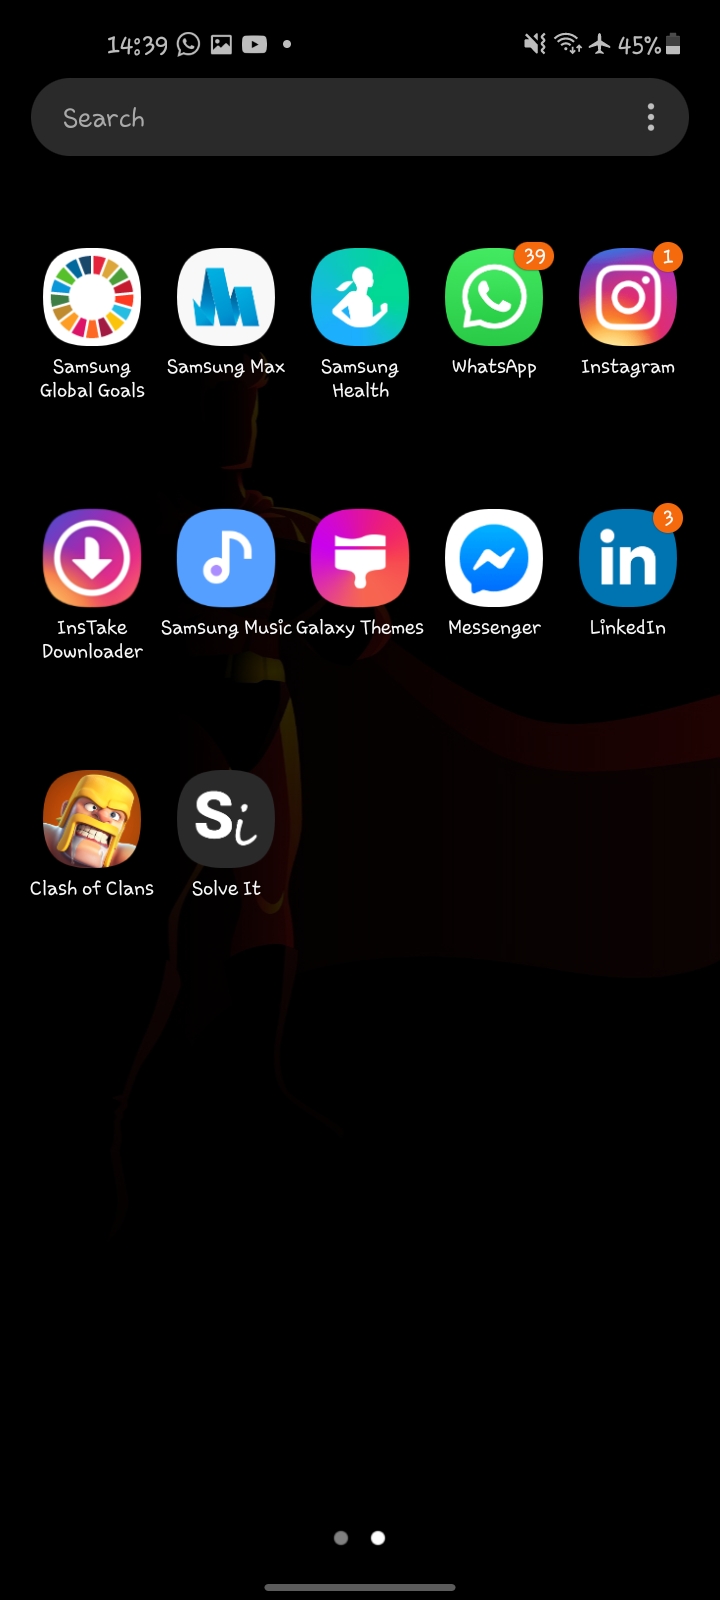 14:39
45%
Search
39
1
Samsung Global Goals
Samsung Max
Samsung Health
WhatsApp
Instagram
3
in
InsTake Downloader
Samsung Music
Galaxy Themes
Messenger
LinkedIn
Si
Clash of Clans
Solve It